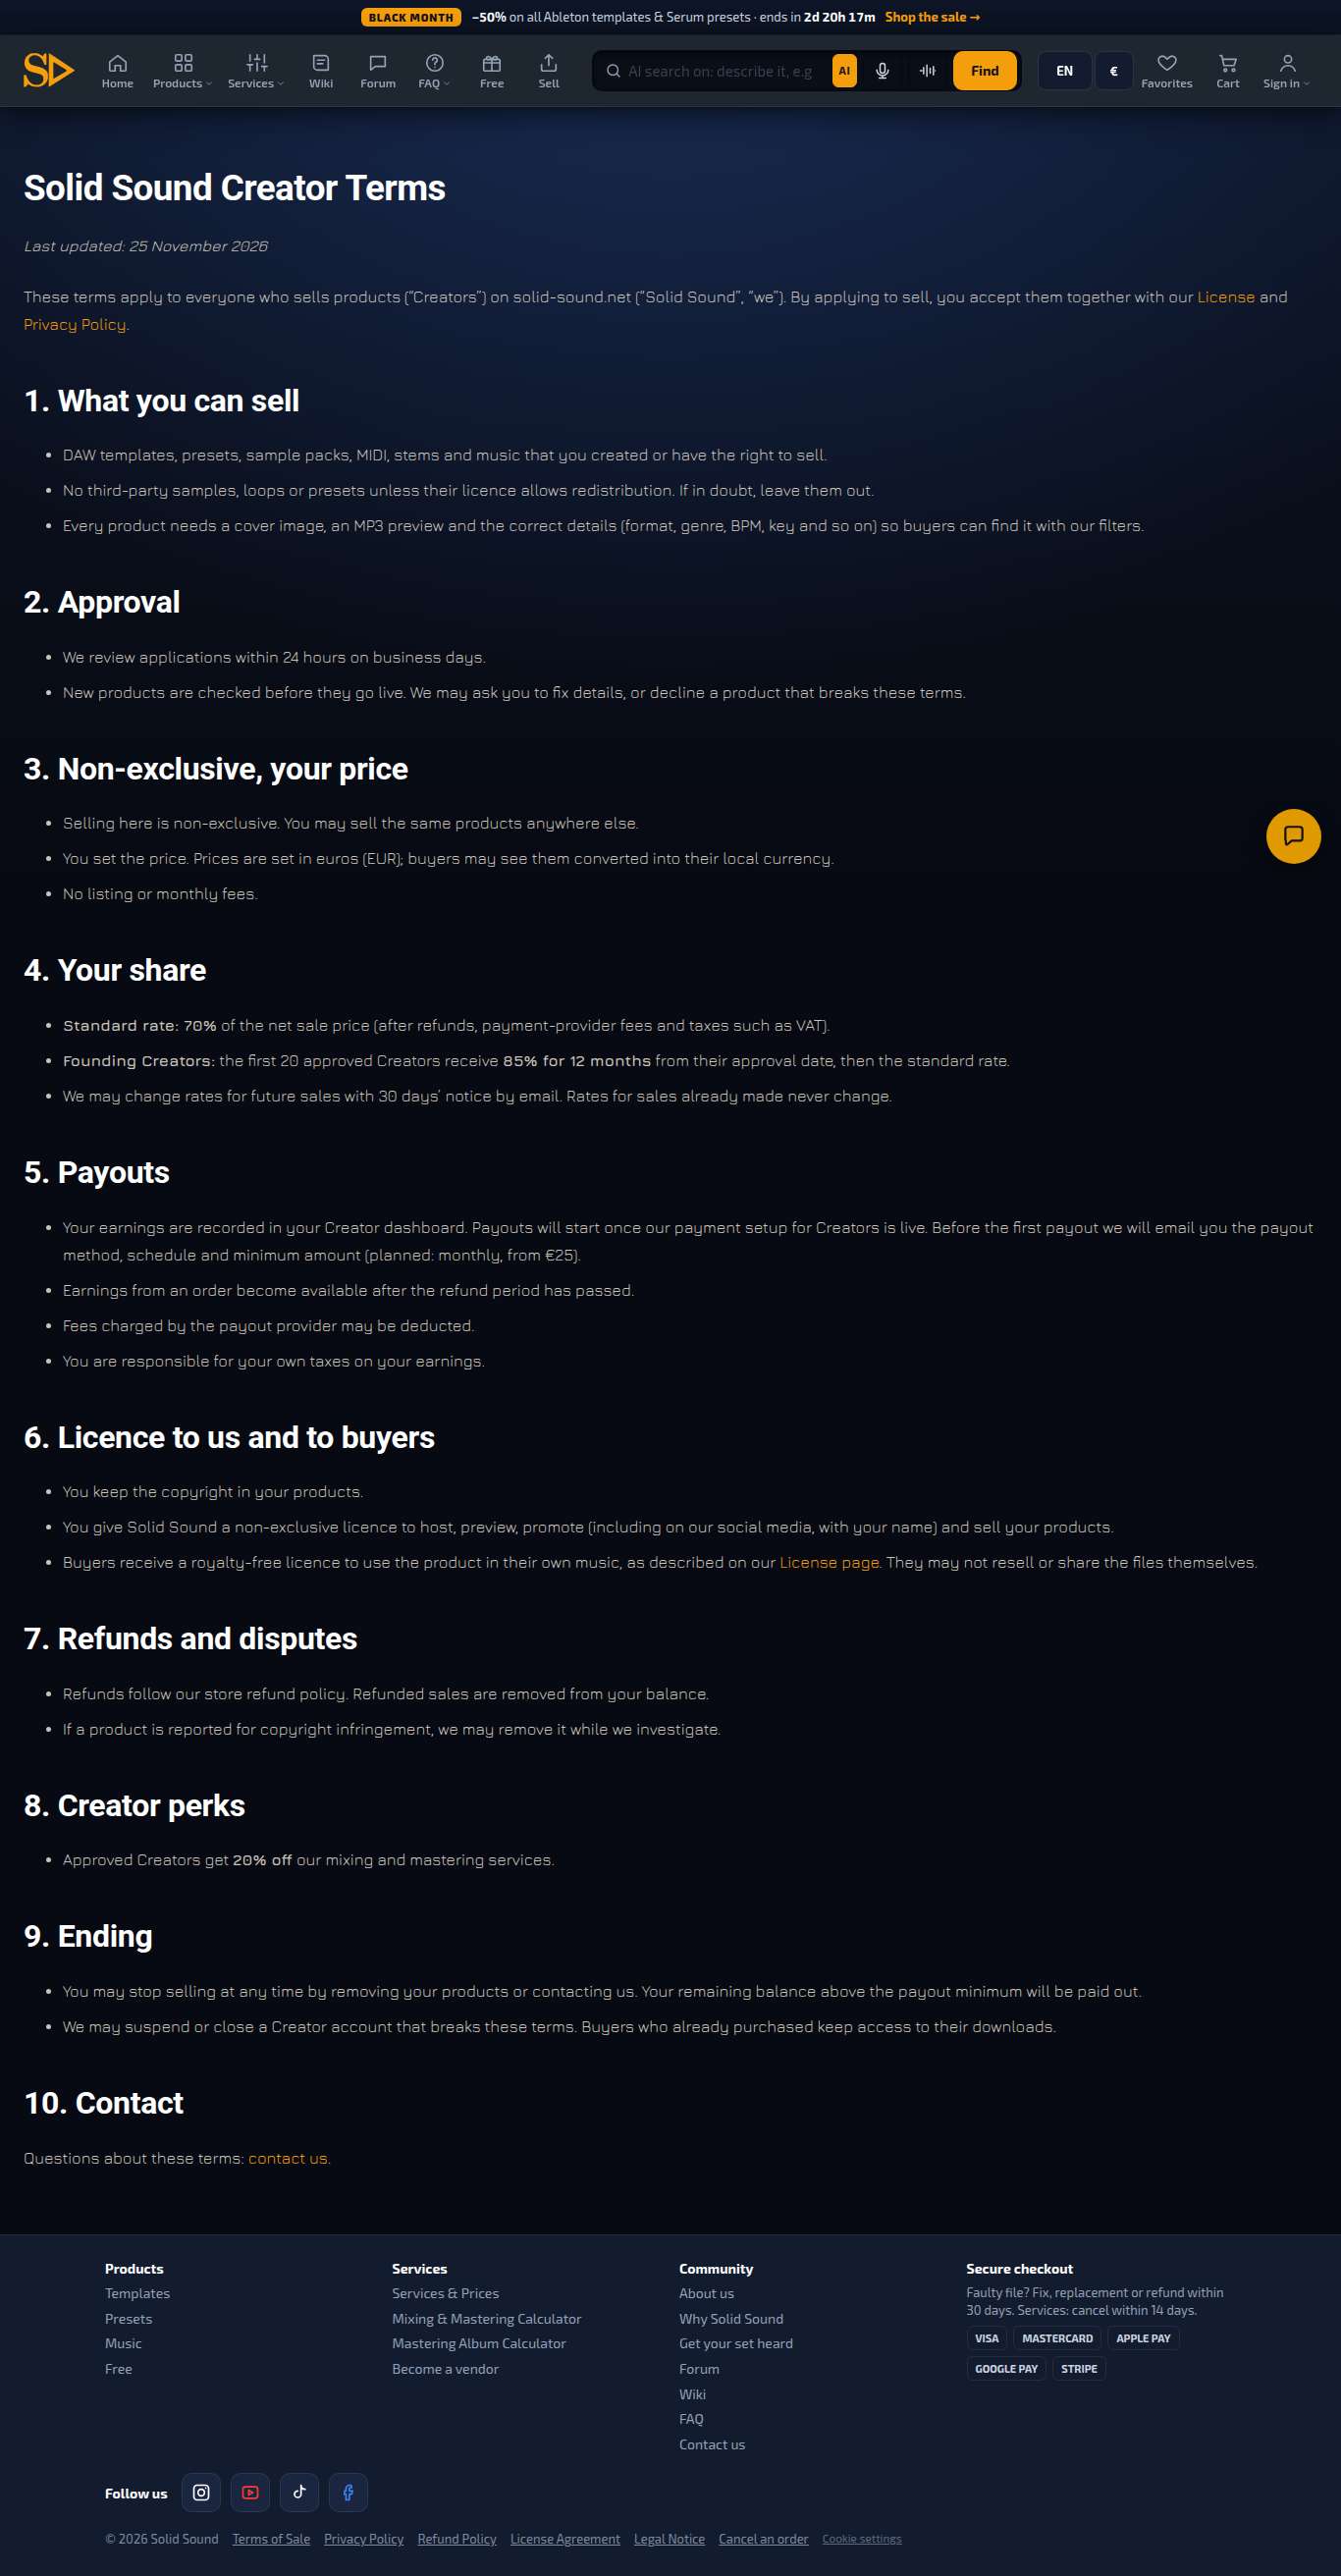 BLACK MONTH −50% on all Ableton templates & Serum presets · ends in 2d 20h 17m Shop the sale →
Home Products Services Wiki Forum FAQ Free Sell
AI search on: describe it, e.g AI Find EN € Favorites Cart Sign in
Solid Sound Creator Terms
Last updated: 25 November 2026
These terms apply to everyone who sells products (“Creators”) on solid-sound.net (“Solid Sound”, “we”). By applying to sell, you accept them together with our License and
Privacy Policy.
1. What you can sell
• DAW templates, presets, sample packs, MIDI, stems and music that you created or have the right to sell.
• No third-party samples, loops or presets unless their licence allows redistribution. If in doubt, leave them out.
• Every product needs a cover image, an MP3 preview and the correct details (format, genre, BPM, key and so on) so buyers can find it with our filters.
2. Approval
• We review applications within 24 hours on business days.
• New products are checked before they go live. We may ask you to fix details, or decline a product that breaks these terms.
3. Non-exclusive, your price
• Selling here is non-exclusive. You may sell the same products anywhere else.
• You set the price. Prices are set in euros (EUR); buyers may see them converted into their local currency.
• No listing or monthly fees.
4. Your share
• Standard rate: 70% of the net sale price (after refunds, payment-provider fees and taxes such as VAT).
• Founding Creators: the first 20 approved Creators receive 85% for 12 months from their approval date, then the standard rate.
• We may change rates for future sales with 30 days’ notice by email. Rates for sales already made never change.
5. Payouts
• Your earnings are recorded in your Creator dashboard. Payouts will start once our payment setup for Creators is live. Before the first payout we will email you the payout
method, schedule and minimum amount (planned: monthly, from €25).
• Earnings from an order become available after the refund period has passed.
• Fees charged by the payout provider may be deducted.
• You are responsible for your own taxes on your earnings.
6. Licence to us and to buyers
• You keep the copyright in your products.
• You give Solid Sound a non-exclusive licence to host, preview, promote (including on our social media, with your name) and sell your products.
• Buyers receive a royalty-free licence to use the product in their own music, as described on our License page. They may not resell or share the files themselves.
7. Refunds and disputes
• Refunds follow our store refund policy. Refunded sales are removed from your balance.
• If a product is reported for copyright infringement, we may remove it while we investigate.
8. Creator perks
• Approved Creators get 20% off our mixing and mastering services.
9. Ending
• You may stop selling at any time by removing your products or contacting us. Your remaining balance above the payout minimum will be paid out.
• We may suspend or close a Creator account that breaks these terms. Buyers who already purchased keep access to their downloads.
10. Contact
Questions about these terms: contact us.
Products
Templates
Presets
Music
Free
Services
Services & Prices
Mixing & Mastering Calculator
Mastering Album Calculator
Become a vendor
Community
About us
Why Solid Sound
Get your set heard
Forum
Wiki
FAQ
Contact us
Secure checkout
Faulty file? Fix, replacement or refund within
30 days. Services: cancel within 14 days.
VISA MASTERCARD APPLE PAY
GOOGLE PAY STRIPE
Follow us
© 2026 Solid Sound Terms of Sale Privacy Policy Refund Policy License Agreement Legal Notice Cancel an order Cookie settings